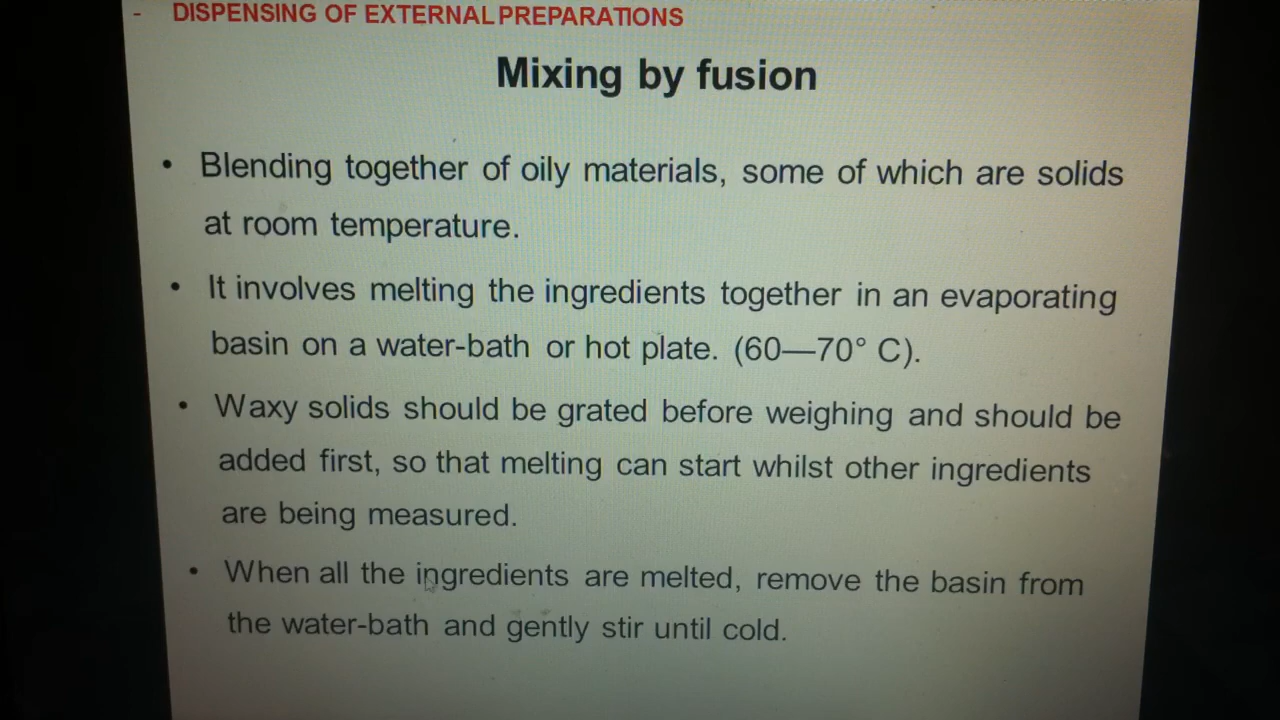 - DISPENSING OF EXTERNAL PREPARATIONS
Mixing by fusion
• Blending together of oily materials, some of which are solids
at room temperature.
• It involves melting the ingredients together in an evaporating
basin on a water-bath or hot plate. (60—70° C).
• Waxy solids should be grated before weighing and should be
added first, so that melting can start whilst other ingredients
are being measured.
• When all the ingredients are melted, remove the basin from
the water-bath and gently stir until cold.